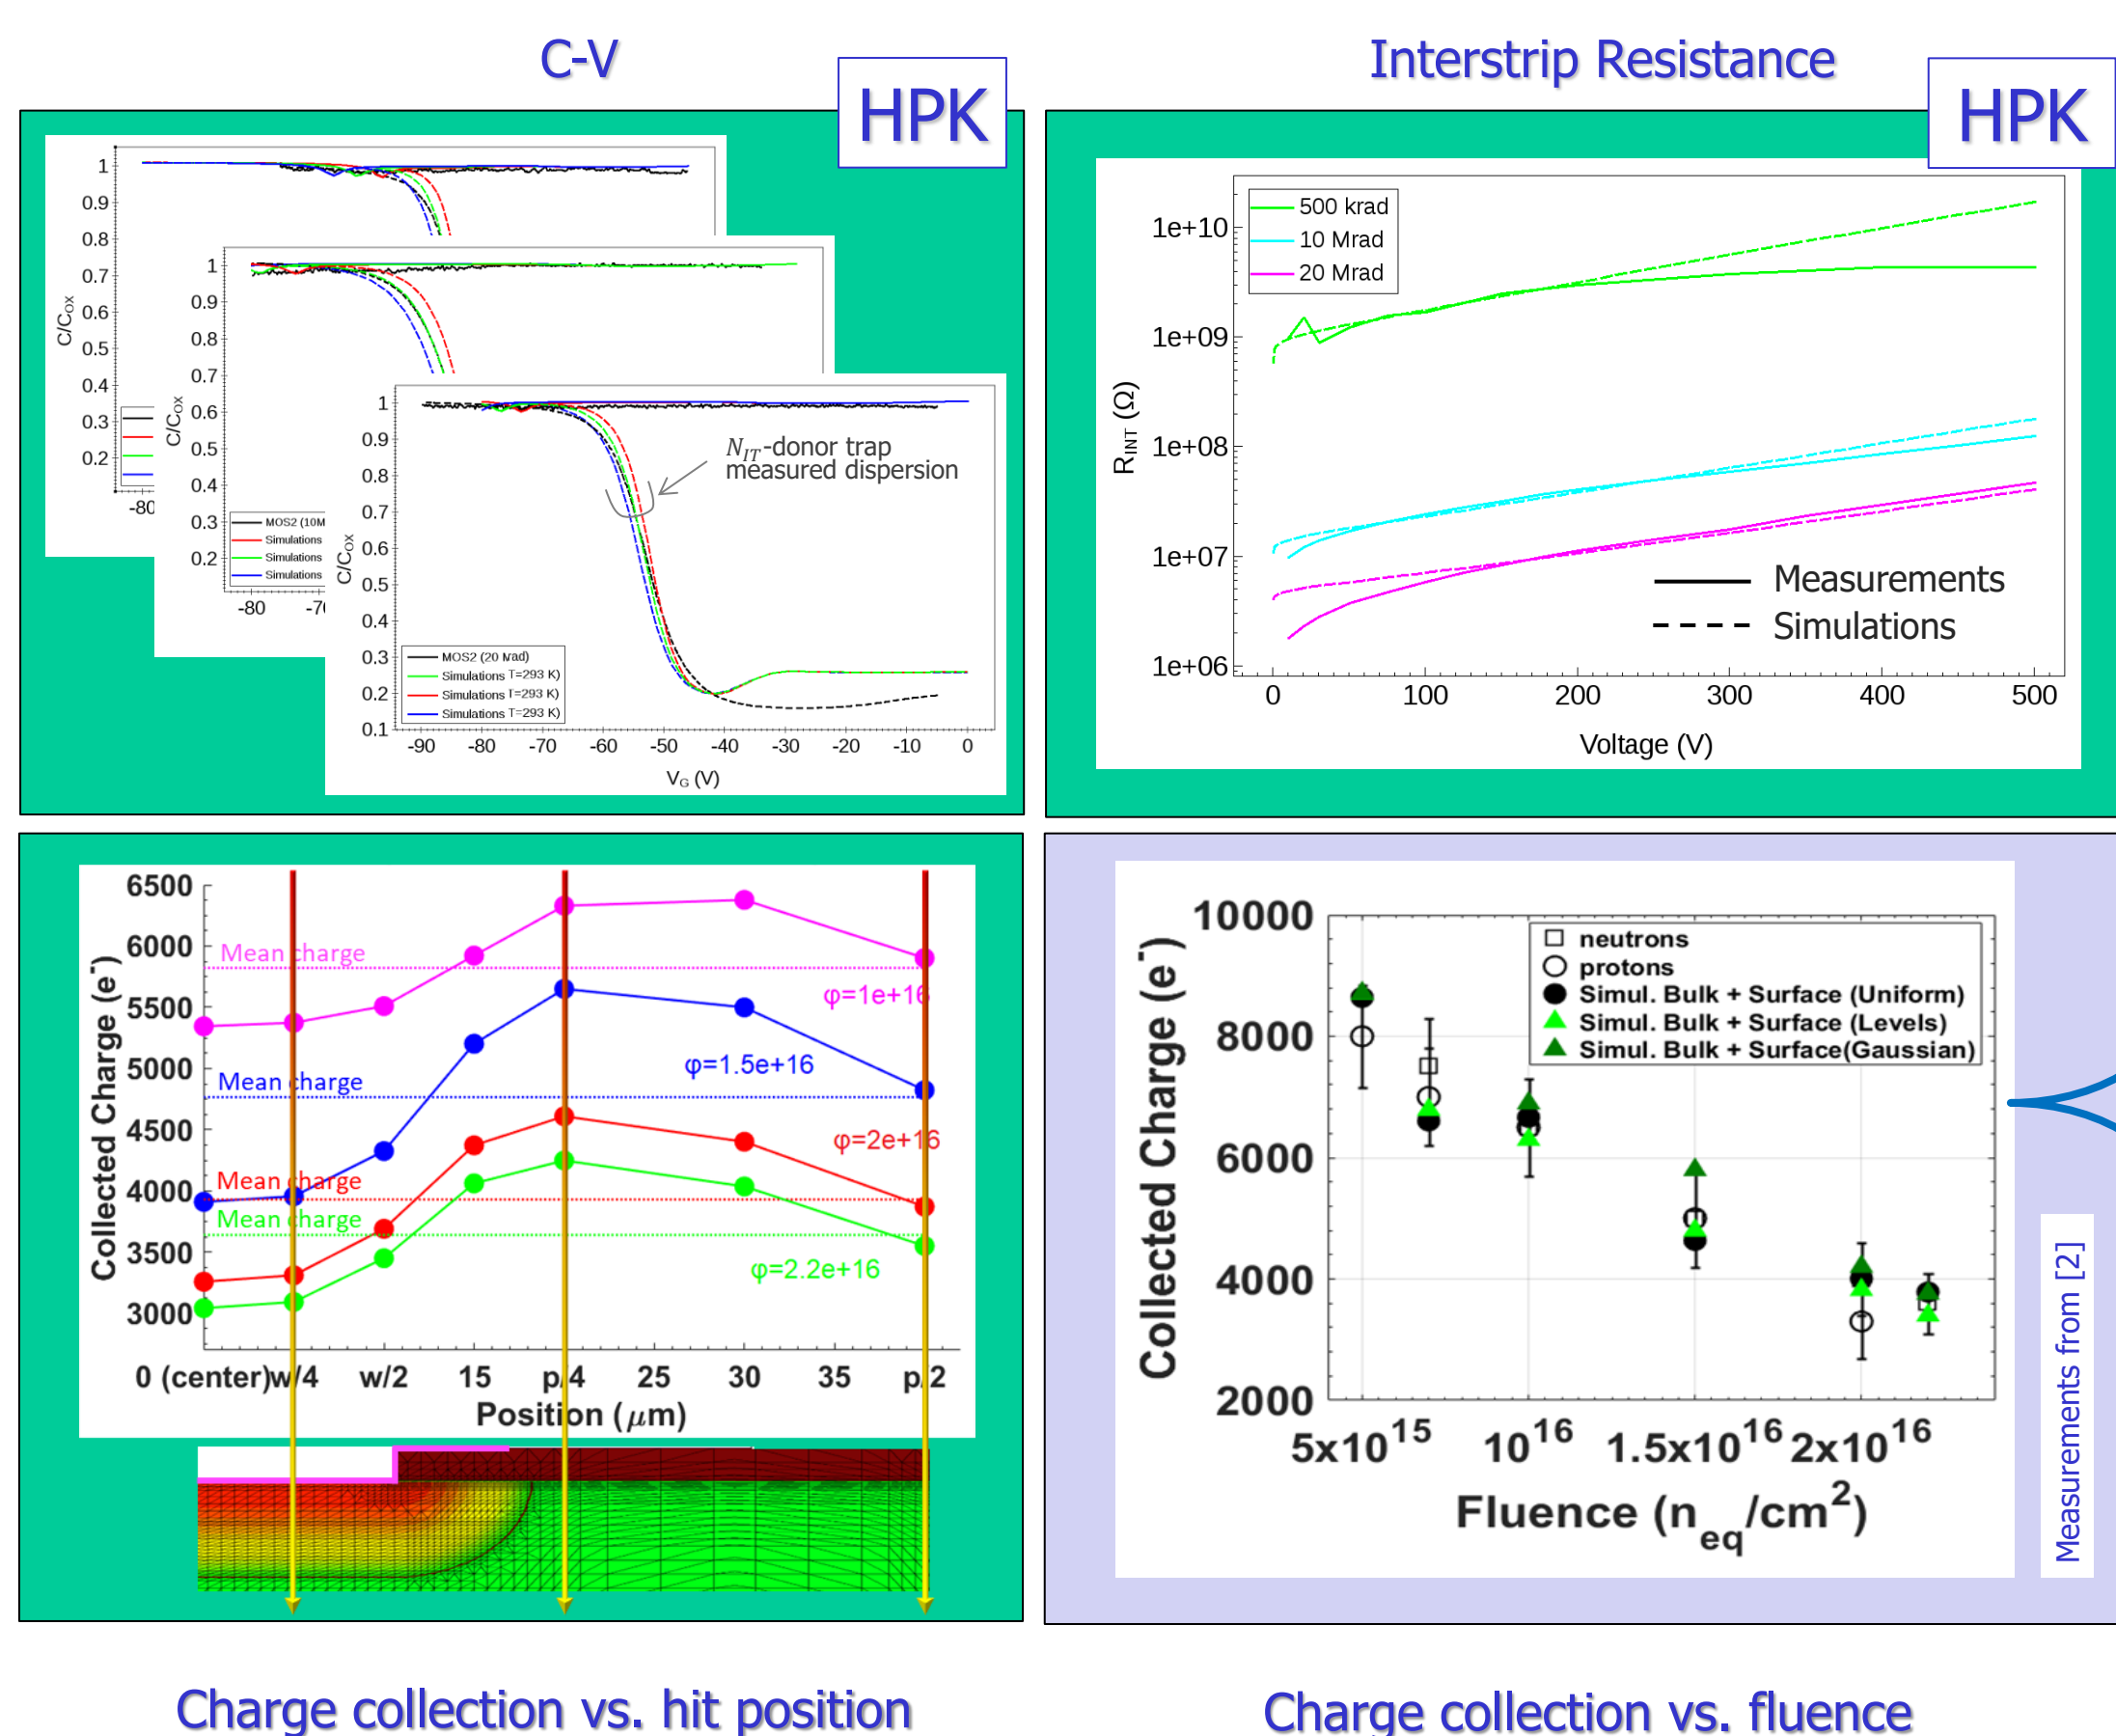 C-V
HPK
1
0.9
0.8
0.7
0.6
0.5
0.4
0.3
0.2
C/COX
-80
1
0.9
0.8
0.7
0.6
0.5
0.4
0.3
0.2
C/COX
MOS2 (10M
Simulations
Simulations
Simulations
-80
1
0.9
0.8
0.7
0.6
0.5
0.4
0.3
0.2
0.1
C/COX
NIT-donor trap
measured dispersion
MOS2 (20 Mrad)
Simulations T=293 K)
Simulations T=293 K)
Simulations T=293 K)
-90 -80 -70 -60 -50 -40 -30 -20 -10 0
VG (V)
Interstrip Resistance
HPK
500 krad
10 Mrad
20 Mrad
1e+10
1e+09
1e+08
1e+07
1e+06
RINT (Ω)
Measurements
Simulations
0 100 200 300 400 500
Voltage (V)
6500
6000
5500
5000
4500
4000
3500
3000
Collected Charge (e-)
Mean charge
φ=1e+16
Mean charge
φ=1.5e+16
Mean charge
φ=2e+16
Mean charge
φ=2.2e+16
0 (center) w/4 w/2 15 p/4 25 30 35 p/2
Position (μm)
Charge collection vs. hit position
10000
8000
6000
4000
2000
Collected Charge (e-)
neutrons
protons
Simul. Bulk + Surface (Uniform)
Simul. Bulk + Surface (Levels)
Simul. Bulk + Surface(Gaussian)
5x10^15 10^16 1.5x10^16 2x10^16
Fluence (neq/cm^2)
Measurements from [2]
Charge collection vs. fluence